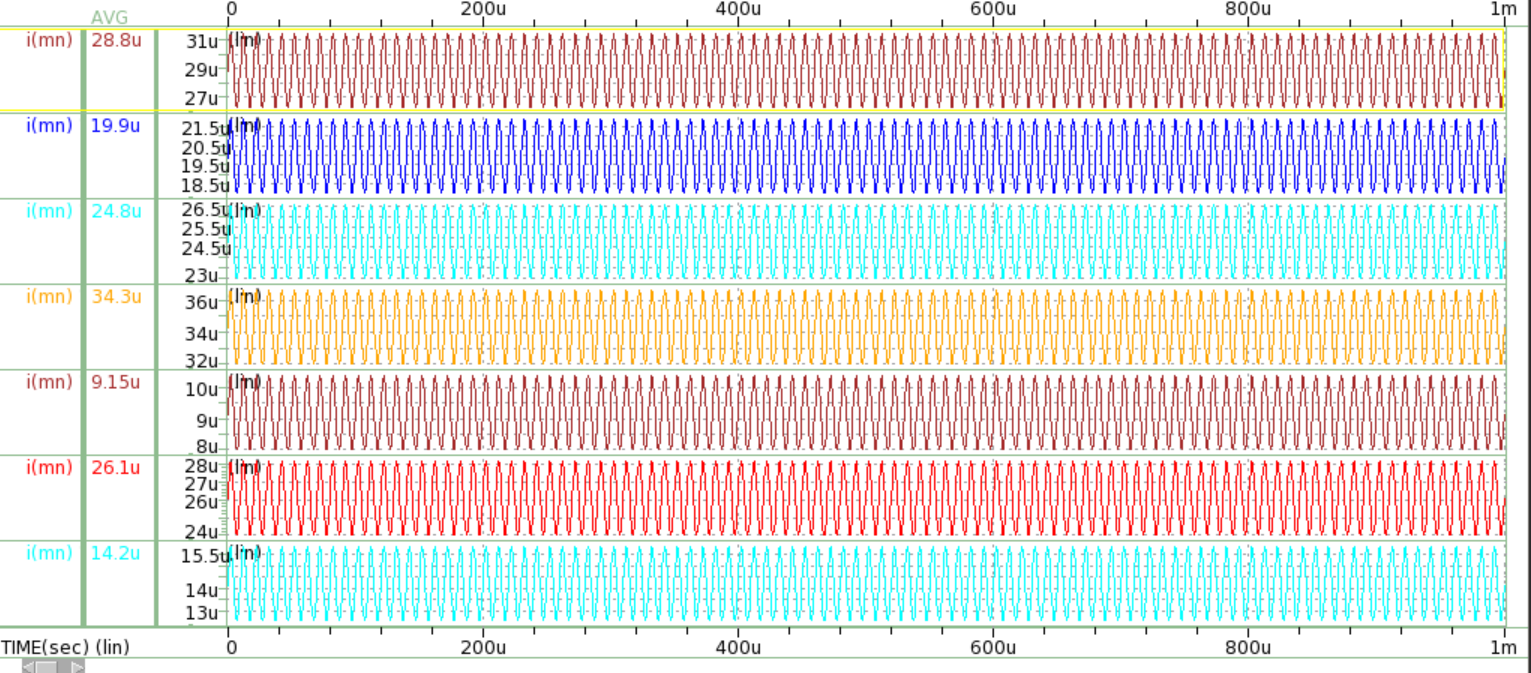 AVG
0 200u 400u 600u 800u 1m
i(mn) 28.8u 31u (lin)
29u
27u
i(mn) 19.9u 21.5u (lin)
20.5u
19.5u
18.5u
i(mn) 24.8u 26.5u (lin)
25.5u
24.5u
23u
i(mn) 34.3u 36u (lin)
34u
32u
i(mn) 9.15u 10u (lin)
9u
8u
i(mn) 26.1u 28u (lin)
27u
26u
24u
i(mn) 14.2u 15.5u (lin)
14u
13u
TIME(sec) (lin) 0 200u 400u 600u 800u 1m